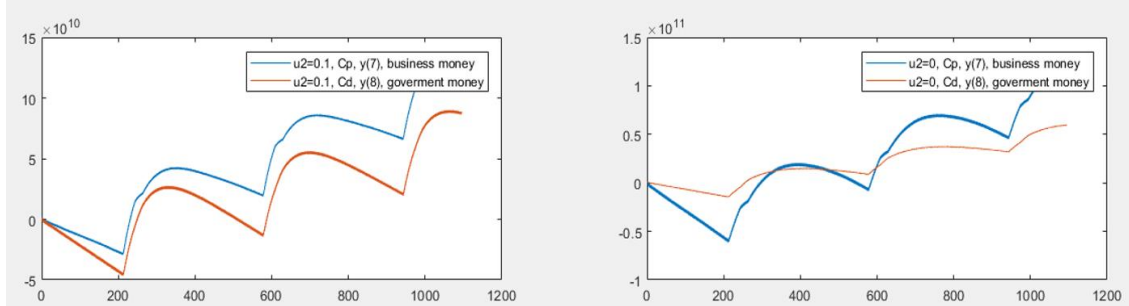 ×10^10
15
10
5
0
-5
0 200 400 600 800 1000 1200
u2=0.1, Cp, y(7), business money
u2=0.1, Cd, y(8), goverment money
×10^11
1.5
1
0.5
0
-0.5
-1
0 200 400 600 800 1000 1200
u2=0, Cp, y(7), business money
u2=0, Cd, y(8), goverment money